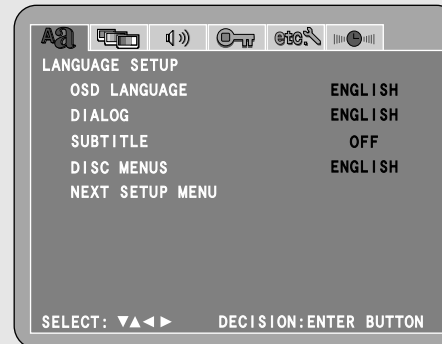 Aa etc.
LANGUAGE SETUP
OSD LANGUAGE ENGLISH
DIALOG ENGLISH
SUBTITLE OFF
DISC MENUS ENGLISH
NEXT SETUP MENU
SELECT: ▼▲◄► DECISION:ENTER BUTTON